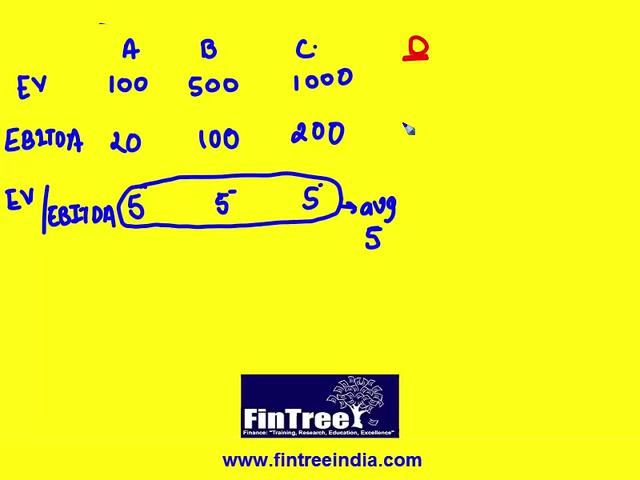 A B C. D
EV 100 500 1000
EBITDA 20 100 200
EV/EBITDA 5 5 5 → avg
5
FinTree
Finance: "Training, Research, Education, Excellence"
www.fintreeindia.com